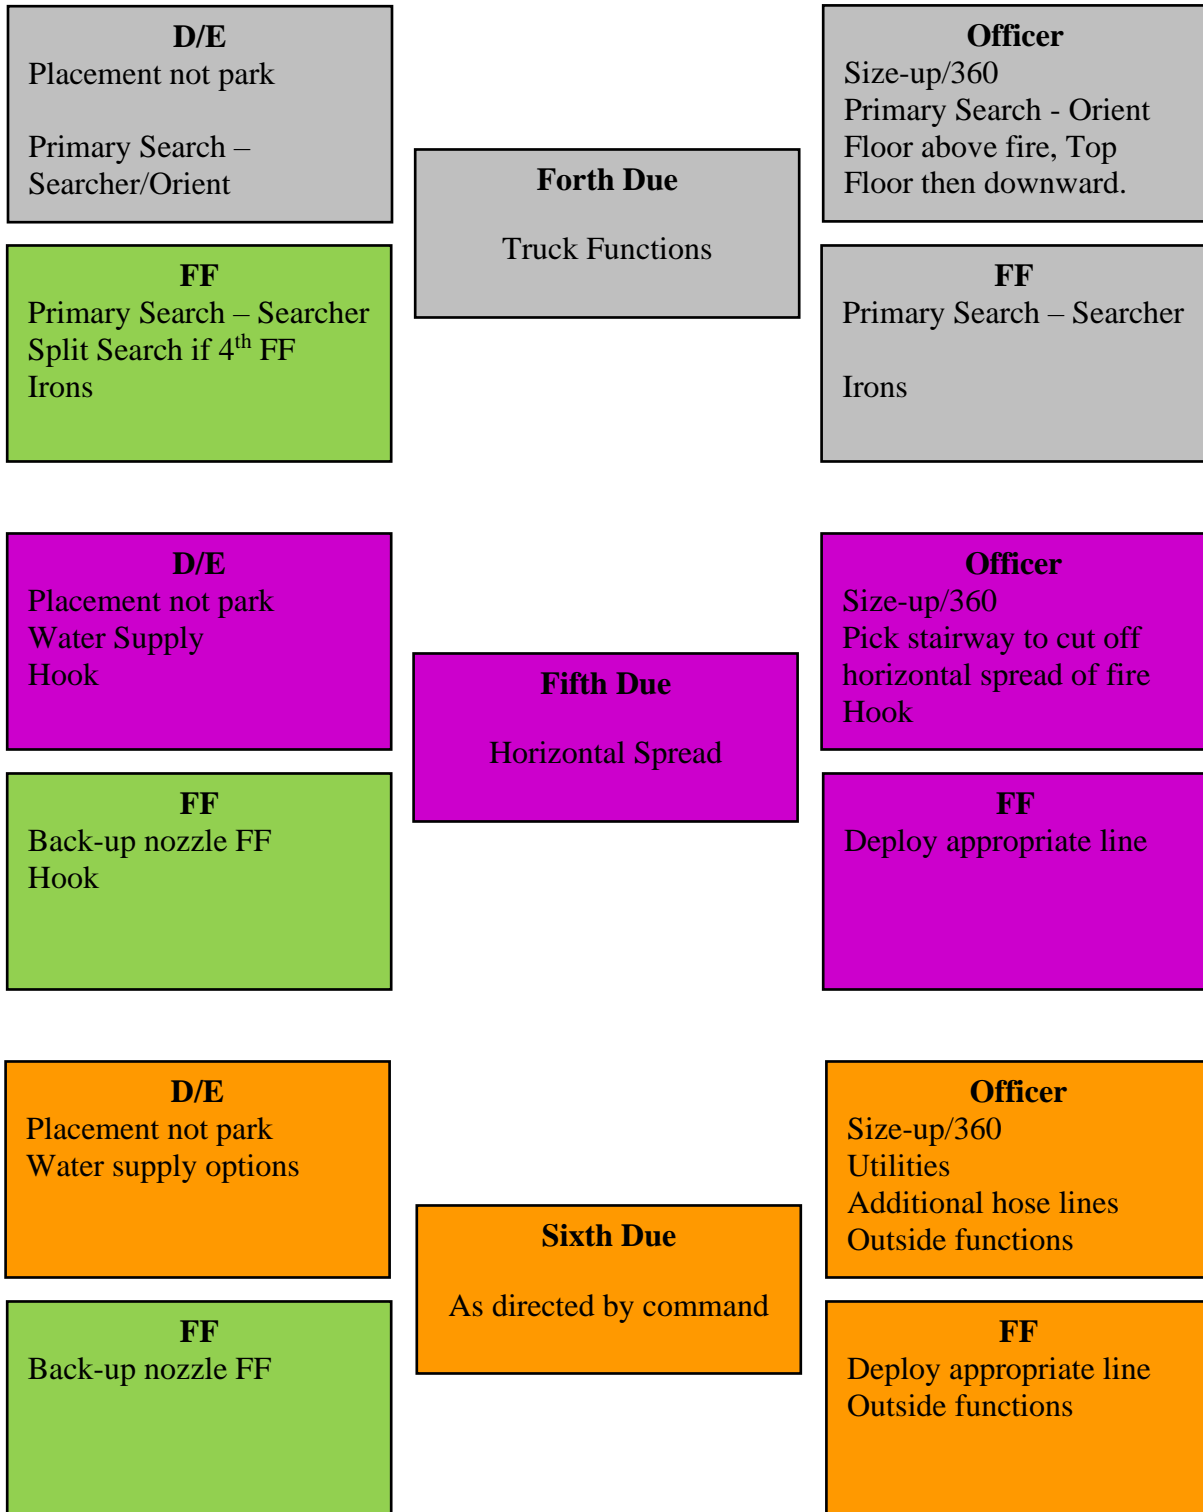 D/E
Placement not park
Primary Search –
Searcher/Orient
Officer
Size-up/360
Primary Search - Orient
Floor above fire, Top
Floor then downward.
Forth Due
Truck Functions
FF
Primary Search – Searcher
Split Search if 4th FF
Irons
FF
Primary Search – Searcher
Irons
D/E
Placement not park
Water Supply
Hook
Officer
Size-up/360
Pick stairway to cut off
horizontal spread of fire
Hook
Fifth Due
Horizontal Spread
FF
Back-up nozzle FF
Hook
FF
Deploy appropriate line
D/E
Placement not park
Water supply options
Officer
Size-up/360
Utilities
Additional hose lines
Outside functions
Sixth Due
As directed by command
FF
Back-up nozzle FF
FF
Deploy appropriate line
Outside functions